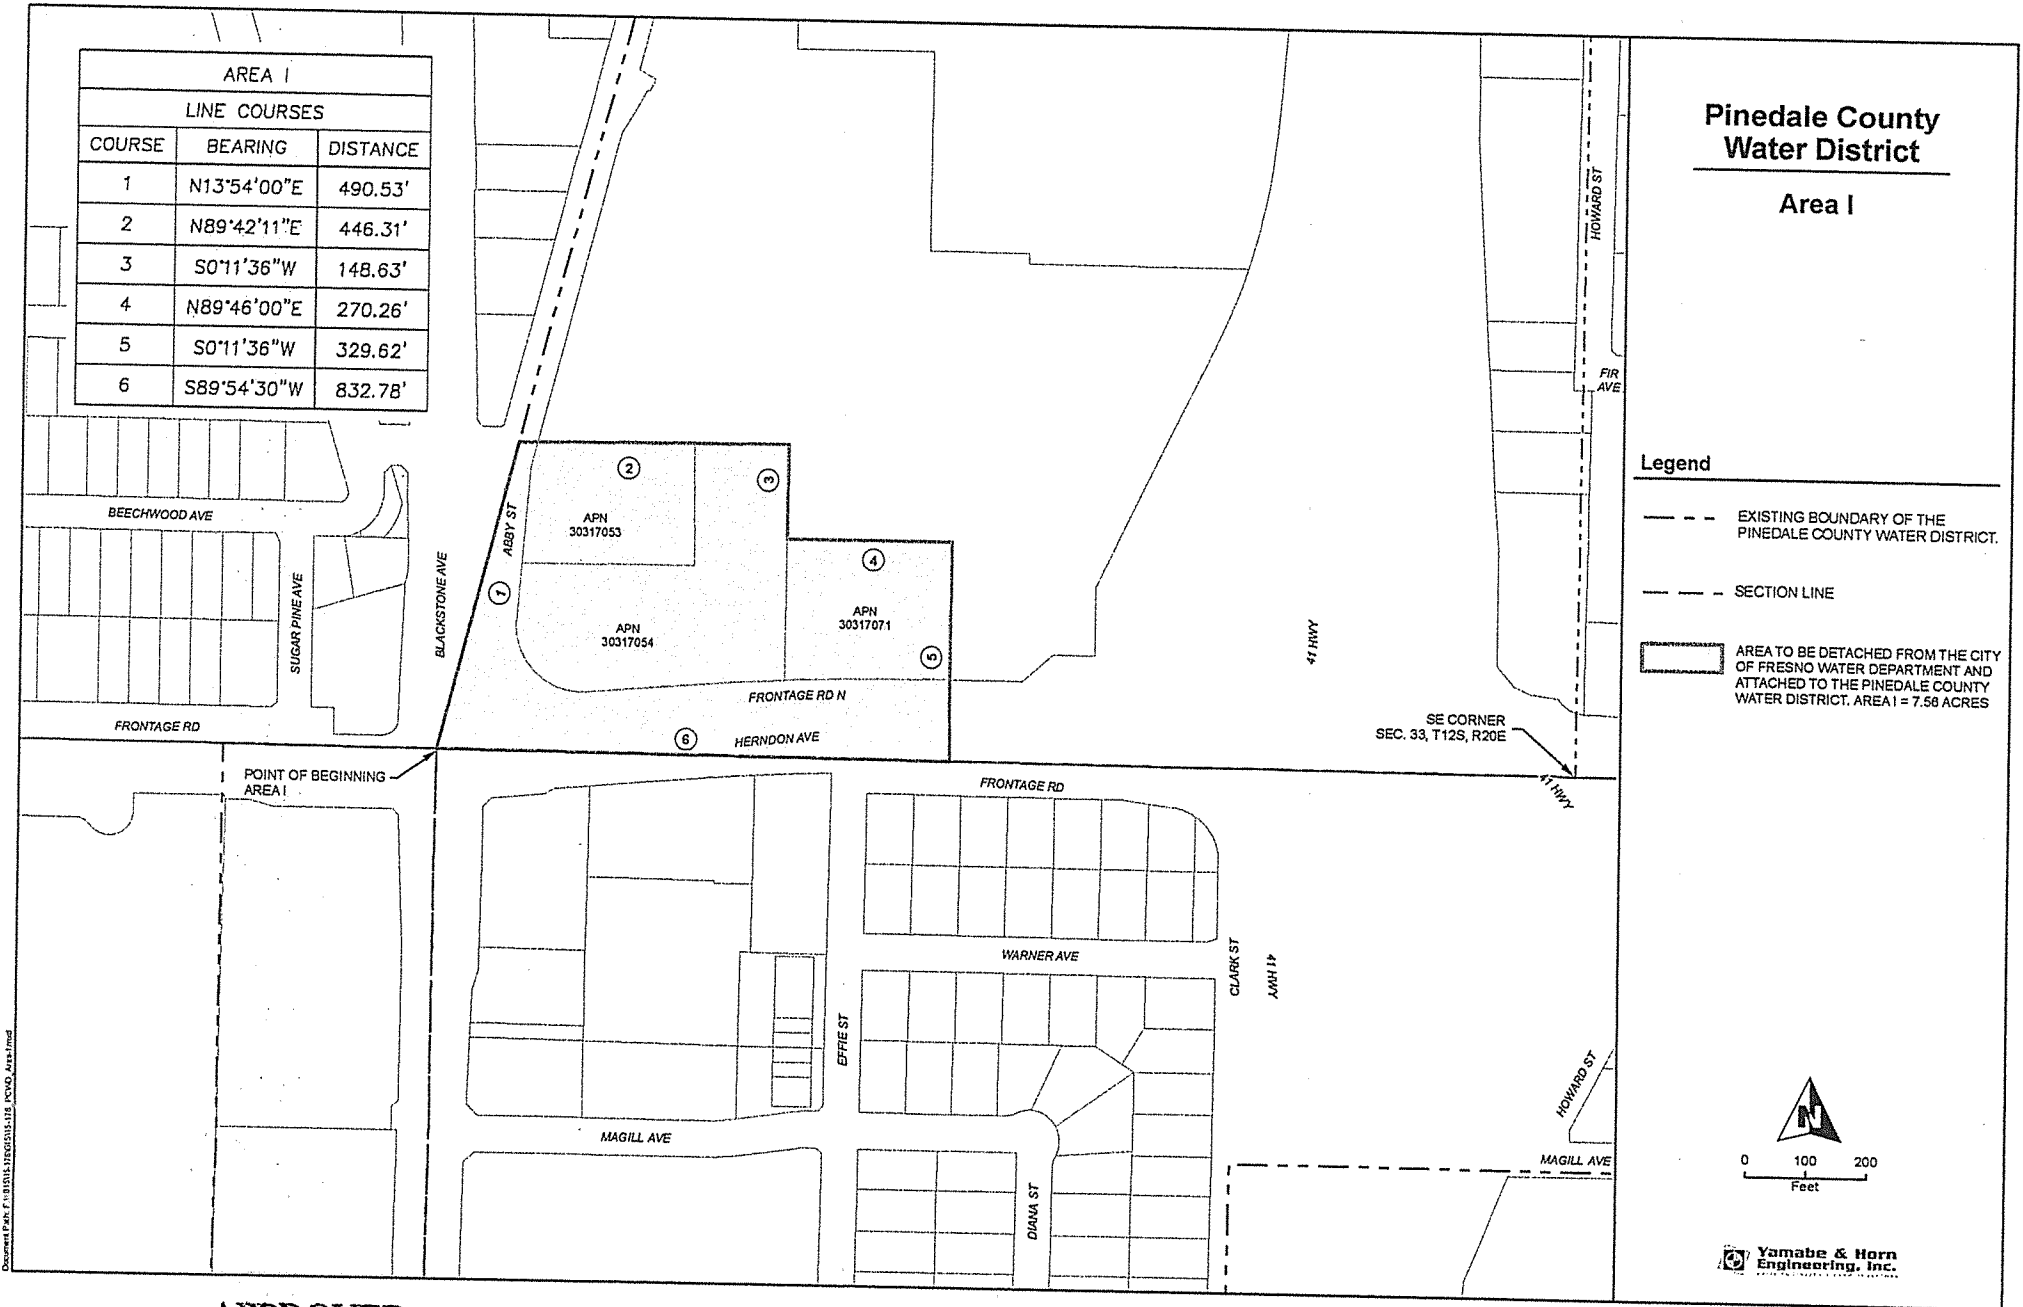 AREA I
LINE COURSES
COURSE BEARING DISTANCE
1 N13°54'00"E 490.53'
2 N89°42'11"E 446.31'
3 S0°11'36"W 148.63'
4 N89°46'00"E 270.26'
5 S0°11'36"W 329.62'
6 S89°54'30"W 832.78'
Pinedale County
Water District
Area I
HOWARD ST
FIR
AVE
Legend
EXISTING BOUNDARY OF THE
PINEDALE COUNTY WATER DISTRICT.
SECTION LINE
AREA TO BE DETACHED FROM THE CITY
OF FRESNO WATER DEPARTMENT AND
ATTACHED TO THE PINEDALE COUNTY
WATER DISTRICT. AREA I = 7.56 ACRES
BEECHWOOD AVE
SUGAR PINE AVE
BLACKSTONE AVE
ABBY ST
1
2
3
4
5
6
APN
30317053
APN
30317054
APN
30317071
41 HWY
FRONTAGE RD
FRONTAGE RD N
HERNDON AVE
SE CORNER
SEC. 33, T12S, R20E
POINT OF BEGINNING
AREA I
41 HWY
FRONTAGE RD
WARNER AVE
CLARK ST
41 HWY
EFFIE ST
MAGILL AVE
DIANA ST
HOWARD ST
MAGILL AVE
N
0 100 200
Feet
Yamabe & Horn
Engineering, Inc.